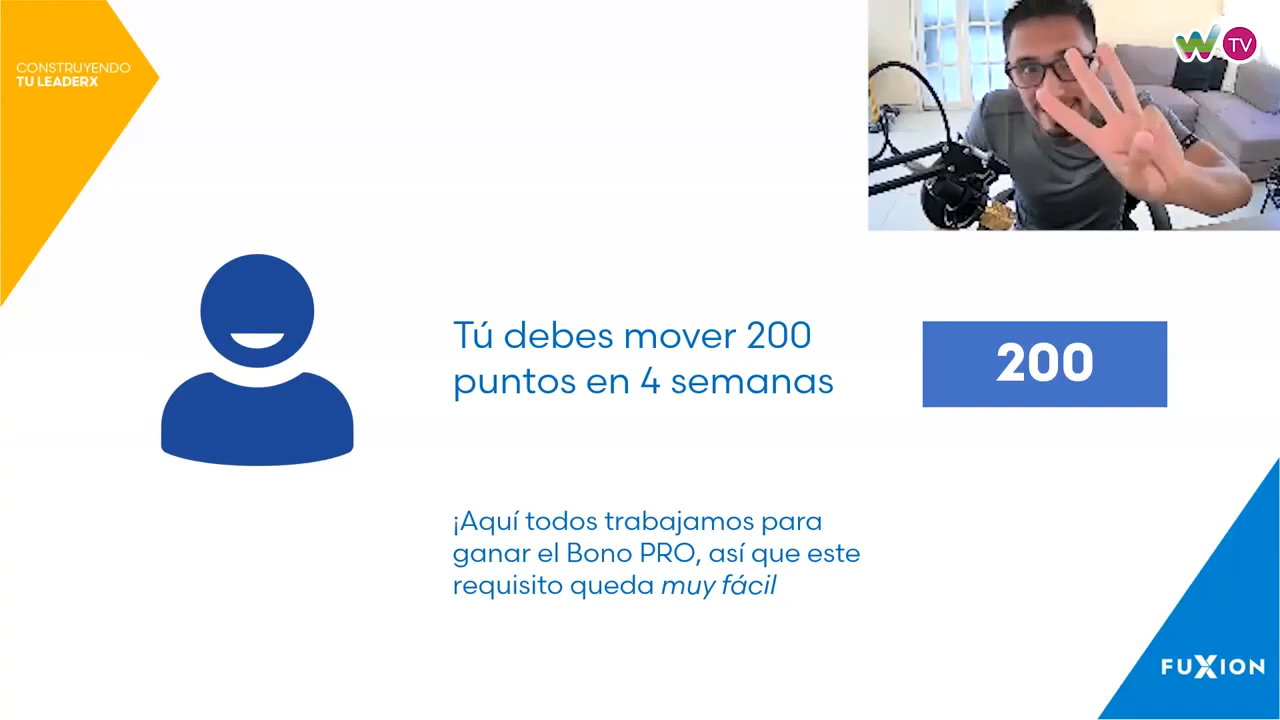 CONSTRUYENDO
TU LEADERX
W TV
Tú debes mover 200
puntos en 4 semanas
200
¡Aquí todos trabajamos para
ganar el Bono PRO, así que este
requisito queda muy fácil
FUXION